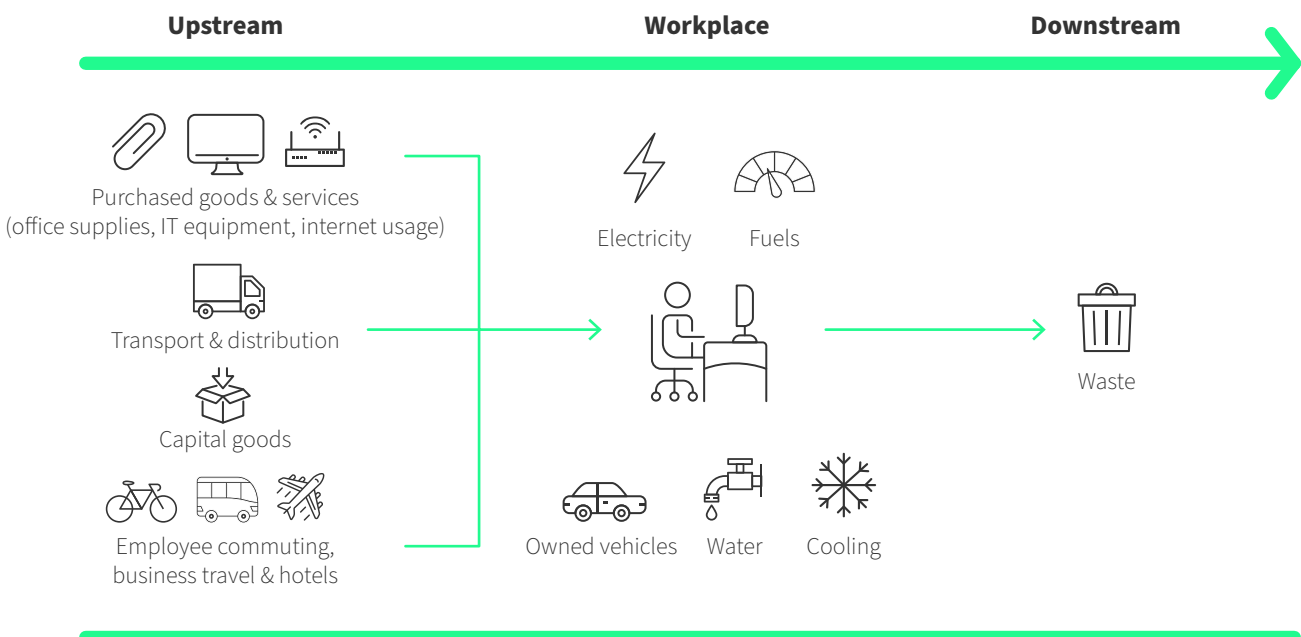 Upstream
Workplace
Downstream
Purchased goods & services
(office supplies, IT equipment, internet usage)
Electricity
Fuels
Transport & distribution
Waste
Capital goods
Employee commuting,
business travel & hotels
Owned vehicles
Water
Cooling